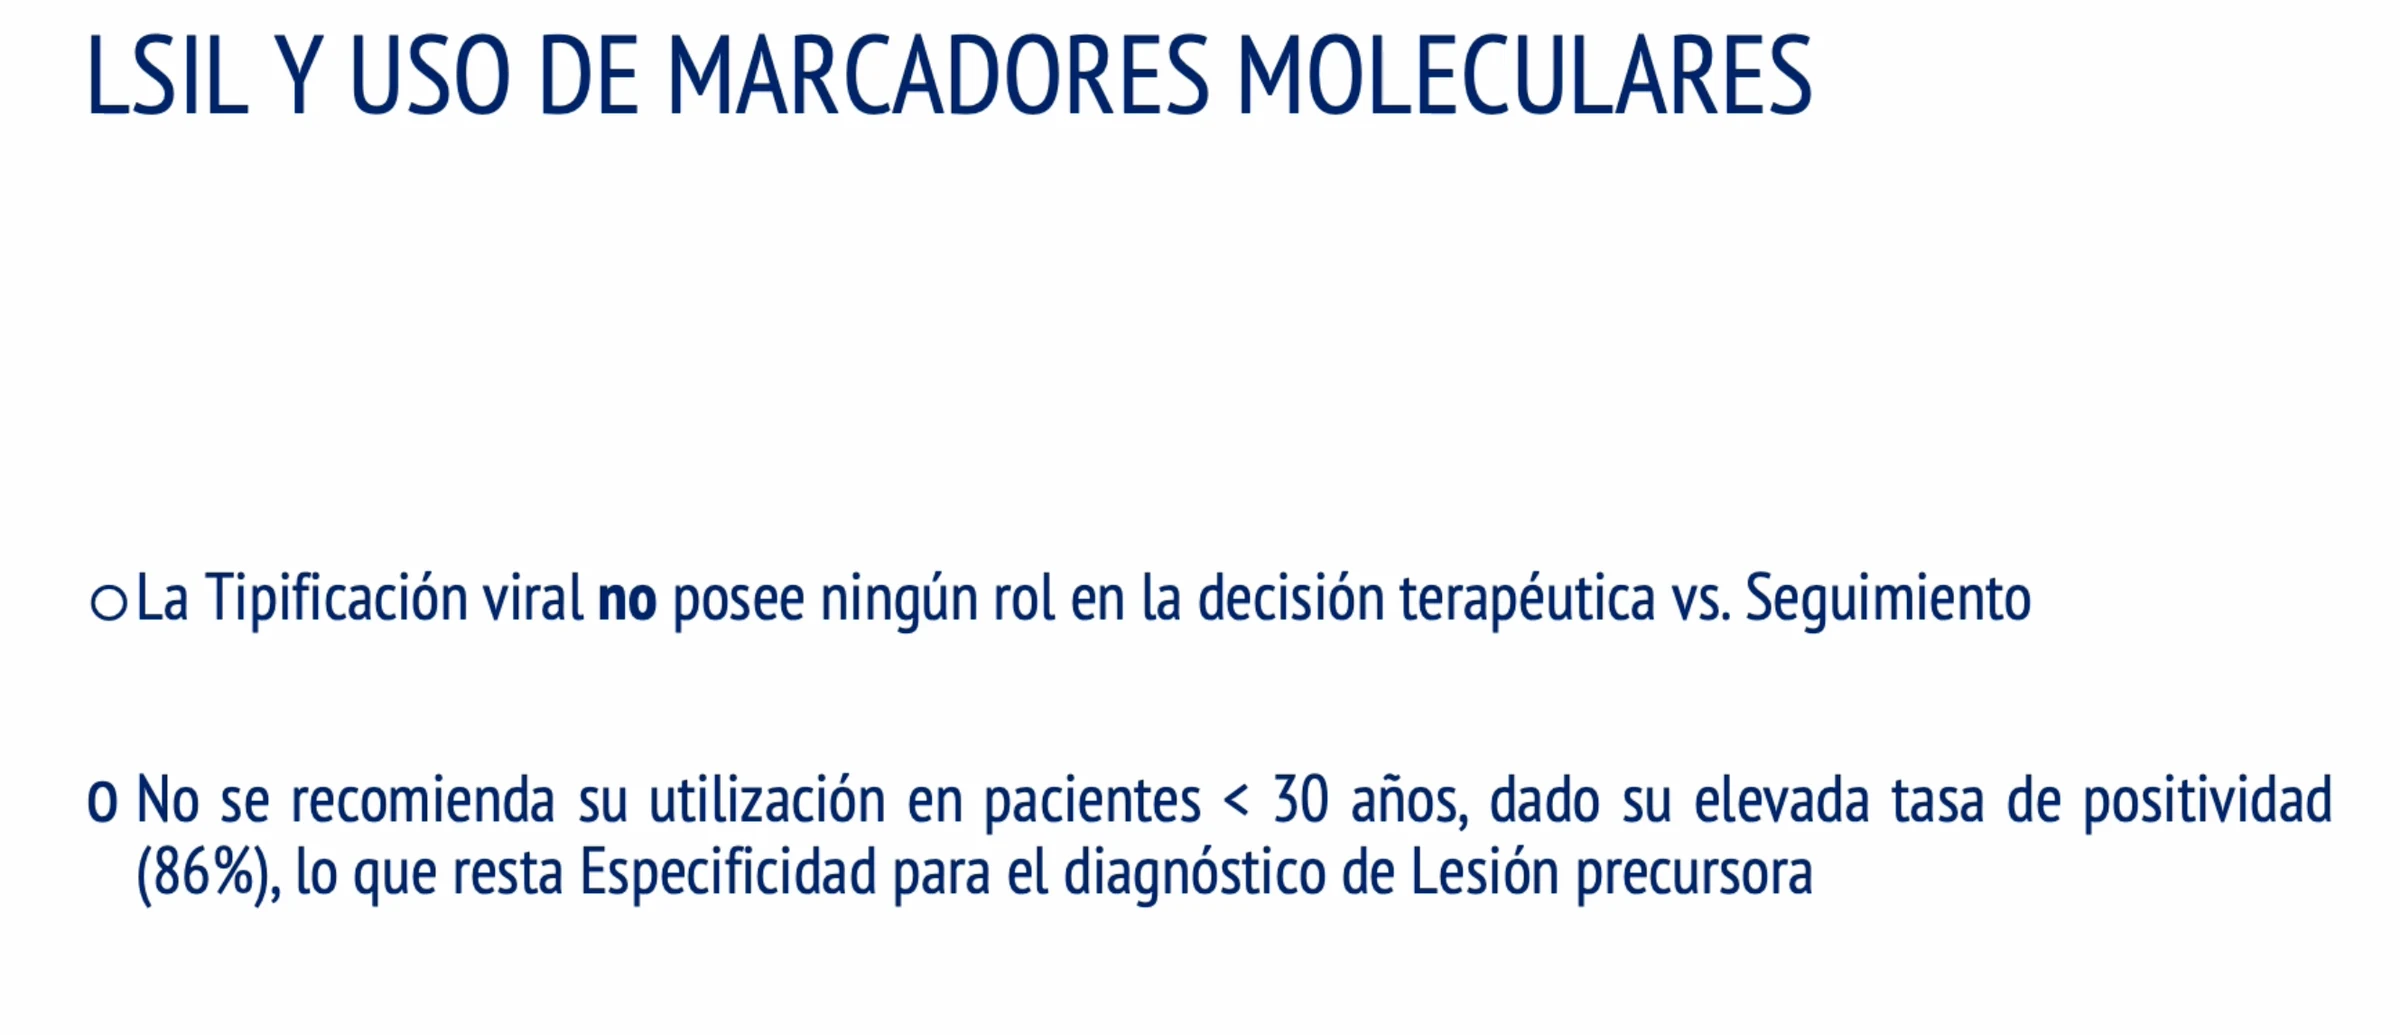 LSIL Y USO DE MARCADORES MOLECULARES
○ La Tipificación viral no posee ningún rol en la decisión terapéutica vs. Seguimiento
o No se recomienda su utilización en pacientes < 30 años, dado su elevada tasa de positividad
(86%), lo que resta Especificidad para el diagnóstico de Lesión precursora